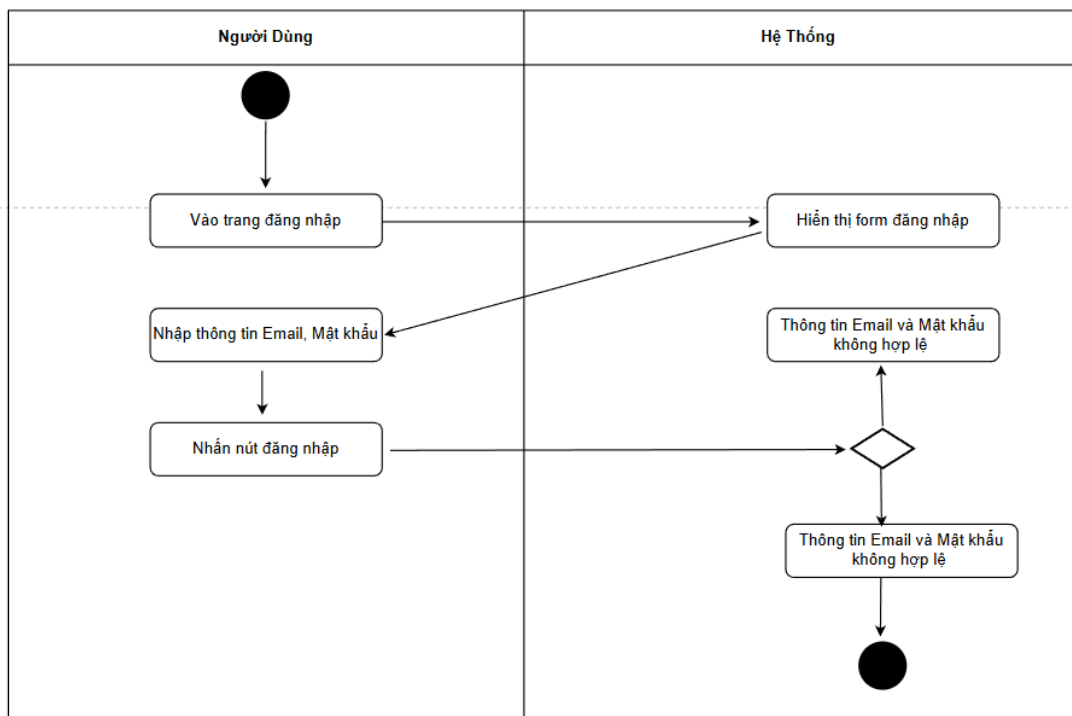 Người Dùng
Hệ Thống
Vào trang đăng nhập
Hiển thị form đăng nhập
Nhập thông tin Email, Mật khẩu
Thông tin Email và Mật khẩu
không hợp lệ
Nhấn nút đăng nhập
Thông tin Email và Mật khẩu
không hợp lệ